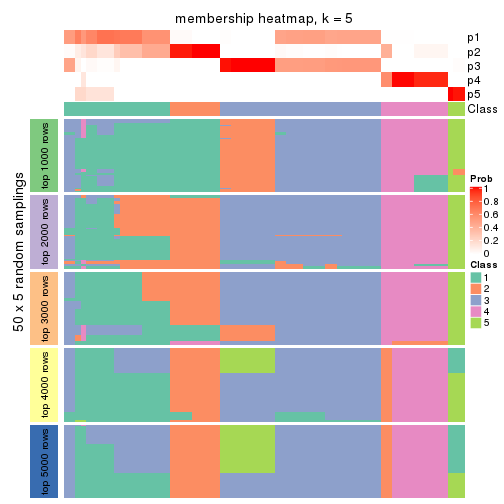 membership heatmap, k = 5
p1
p2
p3
p4
p5
Class
50 x 5 random samplings
top 1000 rows
top 2000 rows
top 3000 rows
top 4000 rows
top 5000 rows
Prob
1
0.8
0.6
0.4
0.2
0
Class
1
2
3
4
5